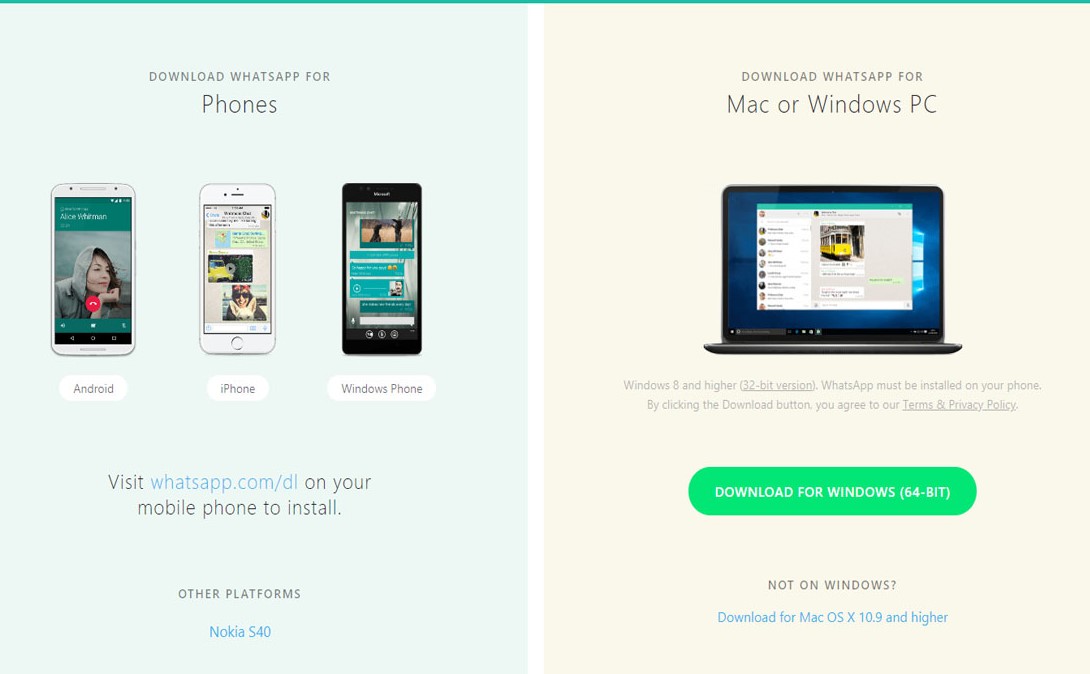 DOWNLOAD WHATSAPP FOR
Phones
Alice Whitman
Microsoft
Android
iPhone
Windows Phone
Visit whatsapp.com/dl on your
mobile phone to install.
OTHER PLATFORMS
Nokia S40
DOWNLOAD WHATSAPP FOR
Mac or Windows PC
Windows 8 and higher (32-bit version). WhatsApp must be installed on your phone.
By clicking the Download button, you agree to our Terms & Privacy Policy.
DOWNLOAD FOR WINDOWS (64-BIT)
NOT ON WINDOWS?
Download for Mac OS X 10.9 and higher